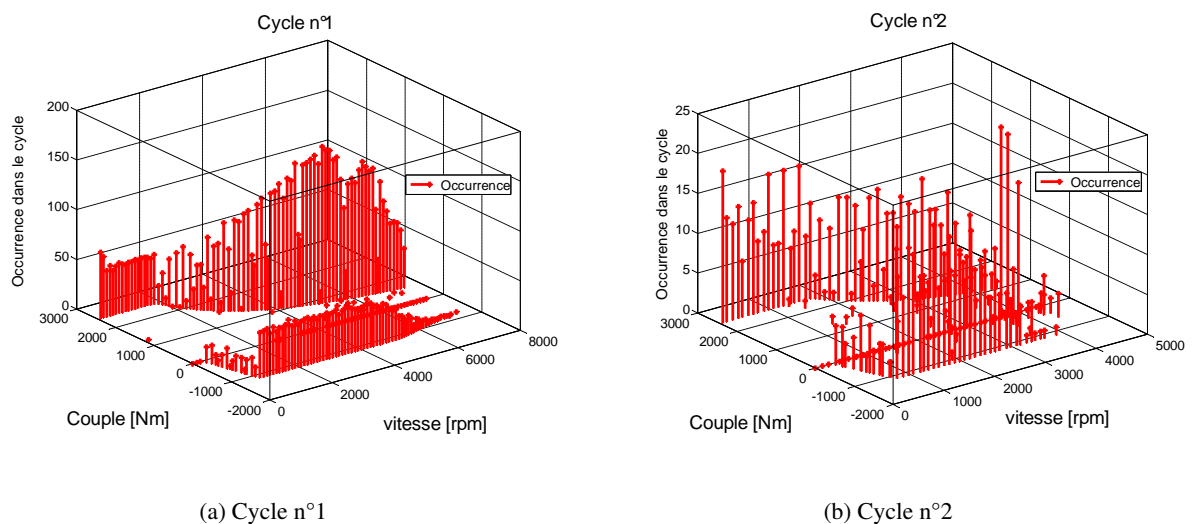 Cycle n°1
200
150
100
50
0
3000
2000
1000
0
-1000
-2000
0
2000
4000
6000
8000
Occurrence dans le cycle
Couple [Nm]
vitesse [rpm]
Occurrence
(a) Cycle n°1
Cycle n°2
25
20
15
10
5
0
3000
2000
1000
0
-1000
-2000
0
1000
2000
3000
4000
5000
Occurrence dans le cycle
Couple [Nm]
vitesse [rpm]
Occurrence
(b) Cycle n°2